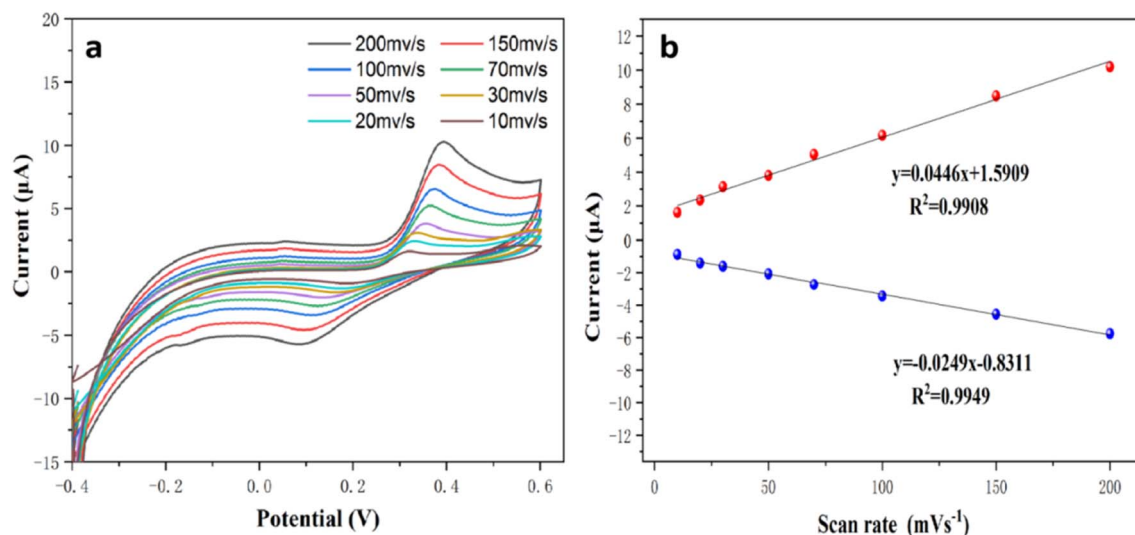 a
200mv/s 150mv/s
100mv/s 70mv/s
50mv/s 30mv/s
20mv/s 10mv/s
20
15
10
5
0
-5
-10
-15
-0.4 -0.2 0.0 0.2 0.4 0.6
Current (μA)
Potential (V)
b
12
10
8
6
4
2
0
-2
-4
-6
-8
-10
-12
0 50 100 150 200
Current (μA)
Scan rate (mVs-1)
y=0.0446x+1.5909
R2=0.9908
y=-0.0249x-0.8311
R2=0.9949